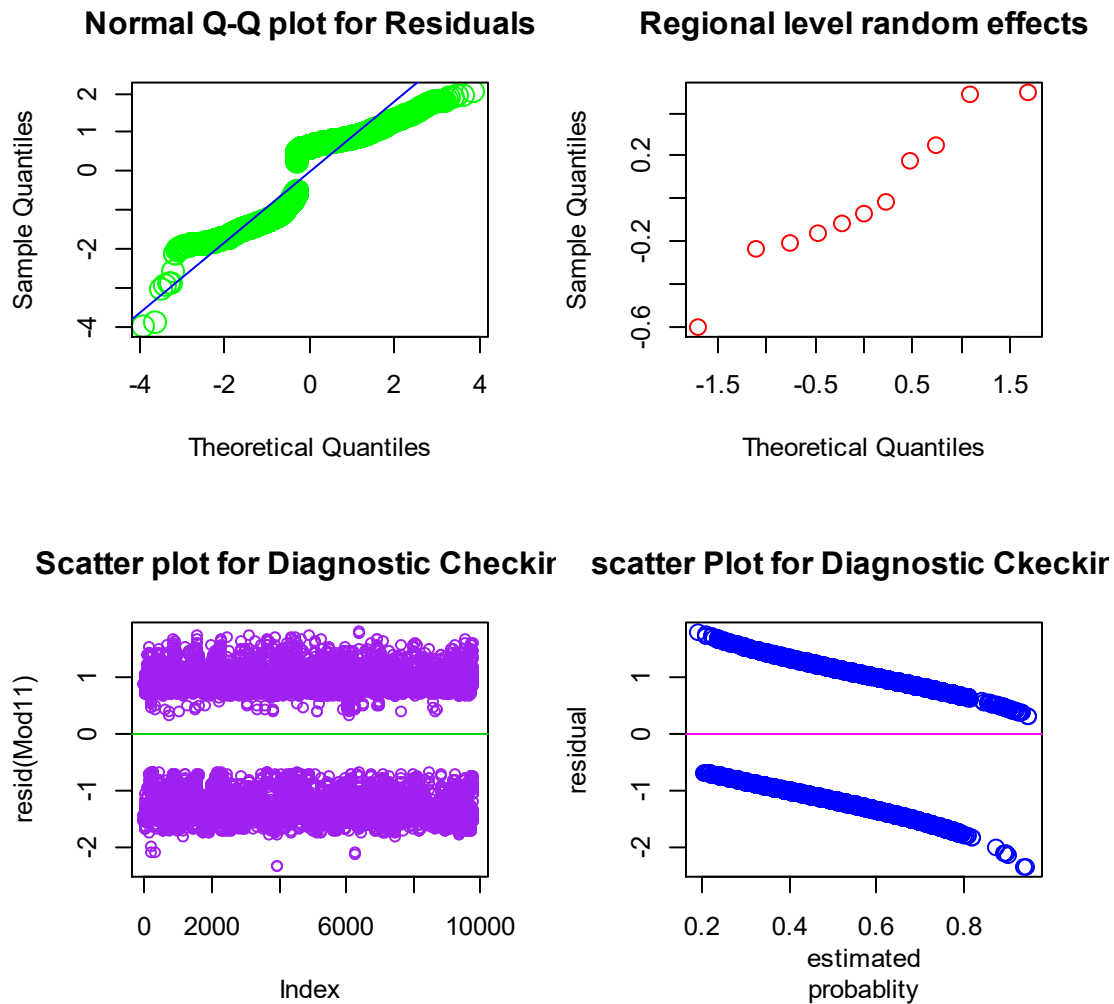 Normal Q-Q plot for Residuals
Sample Quantiles
2
1
0
-2
-4
-4 -2 0 2 4
Theoretical Quantiles
Regional level random effects
Sample Quantiles
0.2
-0.2
-0.6
-1.5 -0.5 0.5 1.5
Theoretical Quantiles
Scatter plot for Diagnostic Checkin
resid(Mod11)
1
0
-1
-2
0 2000 6000 10000
Index
scatter Plot for Diagnostic Ckeckin
residual
1
0
-1
-2
0.2 0.4 0.6 0.8
estimated
probablity